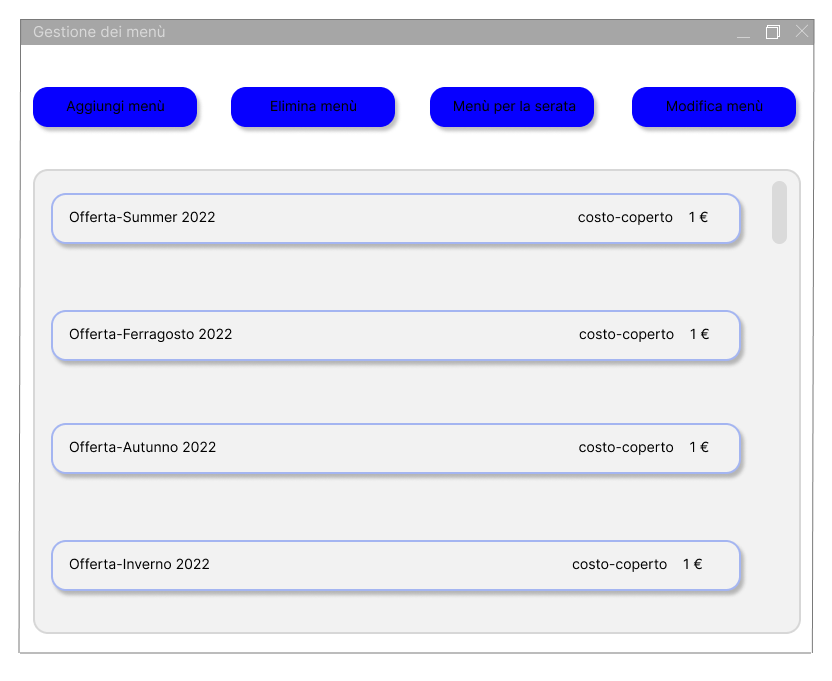 Gestione dei menù
Aggiungi menù Elimina menù Menù per la serata Modifica menù
Offerta-Summer 2022 costo-coperto 1 €
Offerta-Ferragosto 2022 costo-coperto 1 €
Offerta-Autunno 2022 costo-coperto 1 €
Offerta-Inverno 2022 costo-coperto 1 €